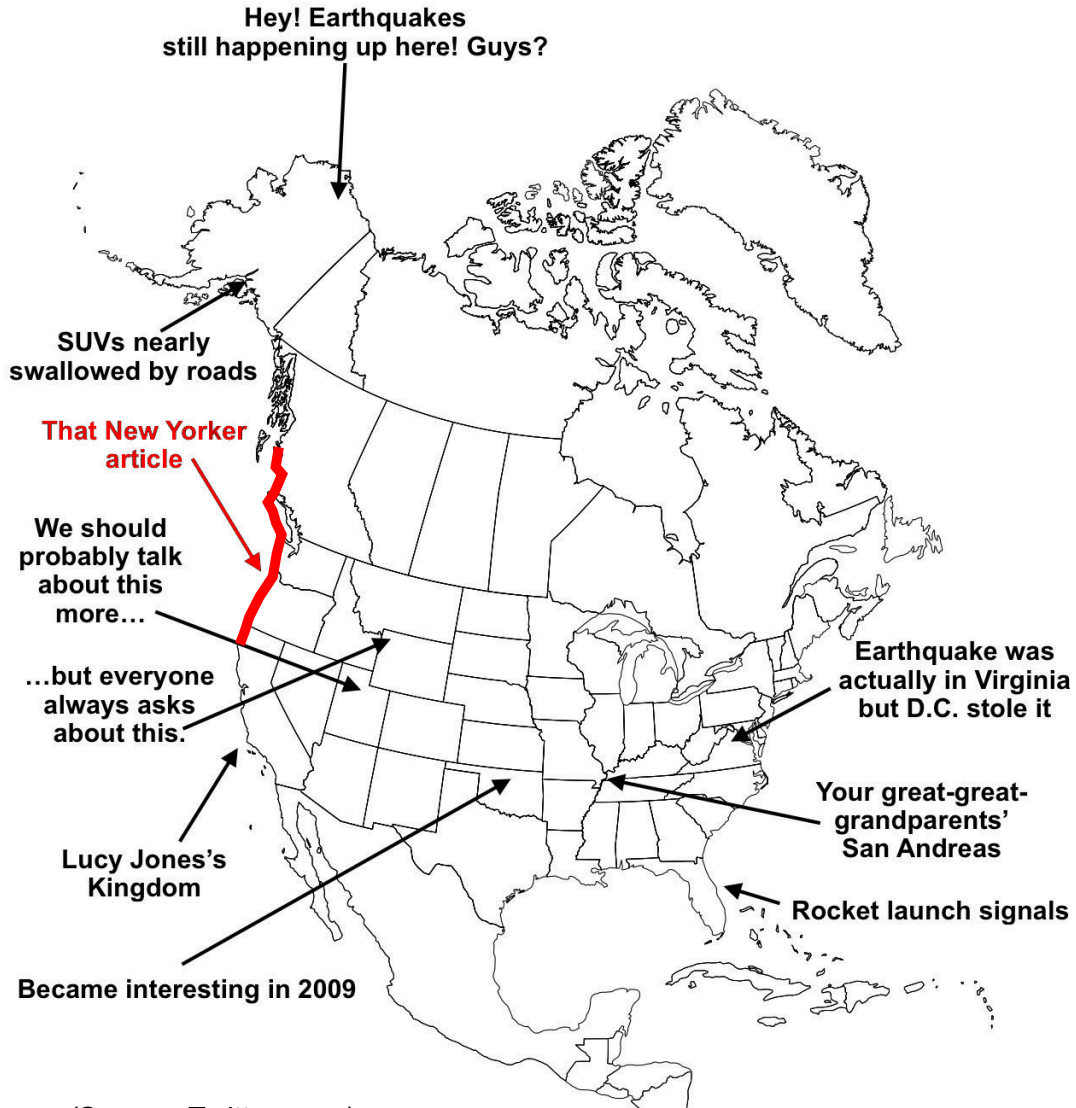 Hey! Earthquakes
still happening up here! Guys?
SUVs nearly
swallowed by roads
That New Yorker
article
We should
probably talk
about this
more…
…but everyone
always asks
about this.
Earthquake was
actually in Virginia
but D.C. stole it
Your great-great-
grandparents’
San Andreas
Lucy Jones’s
Kingdom
Rocket launch signals
Became interesting in 2009